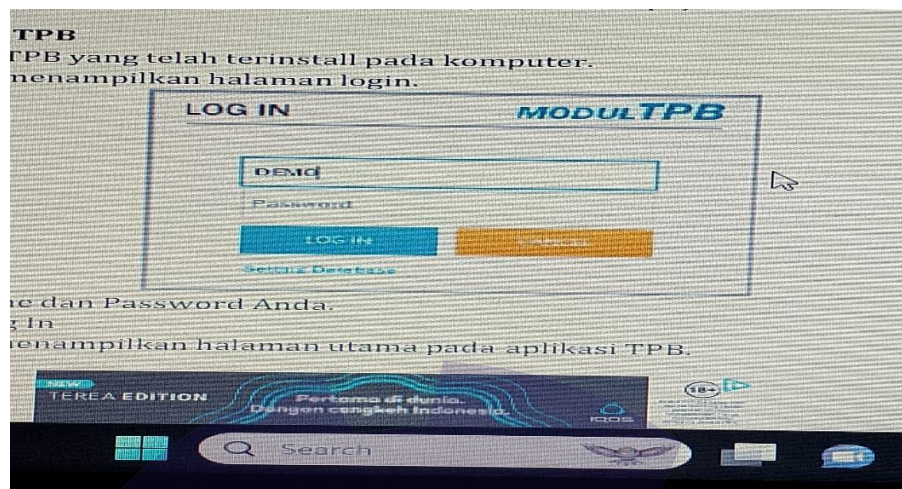 TPB
TPB yang telah terinstall pada komputer.
menampilkan halaman login.
LOG IN
MODULTPB
DEMO
Password
LOG IN
CANCEL
Setting Database
e dan Password Anda.
g In
menampilkan halaman utama pada aplikasi TPB.
NEW
TEREA EDITION
Pertama di dunia.
Dengan cengkeh Indonesia.
IQOS
18+
Search